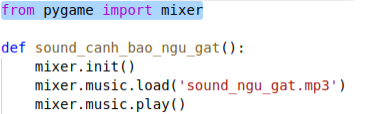 from pygame import mixer
def sound_canh_bao_ngu_gat():
    mixer.init()
    mixer.music.load('sound_ngu_gat.mp3')
    mixer.music.play()